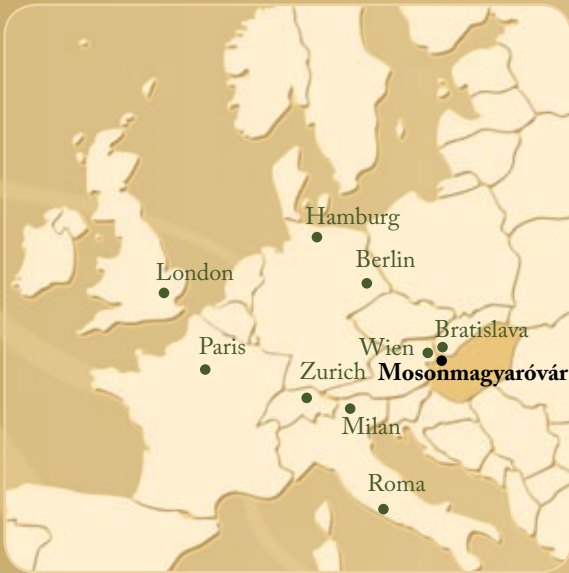 Hamburg
Berlin
London
Bratislava
Paris
Wien
Zurich
Mosonmagyaróvár
Milan
Roma